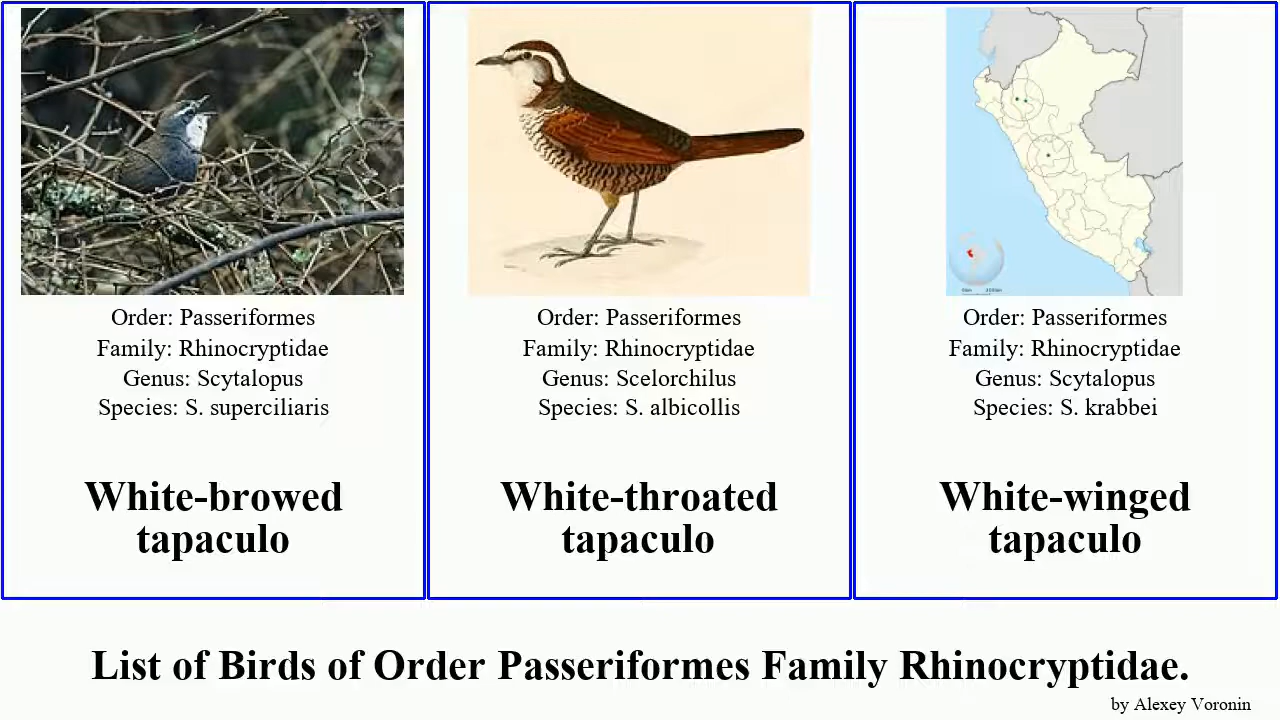 Order: Passeriformes
Family: Rhinocryptidae
Genus: Scytalopus
Species: S. superciliaris
White-browed
tapaculo
Order: Passeriformes
Family: Rhinocryptidae
Genus: Scelorchilus
Species: S. albicollis
White-throated
tapaculo
Order: Passeriformes
Family: Rhinocryptidae
Genus: Scytalopus
Species: S. krabbei
White-winged
tapaculo
List of Birds of Order Passeriformes Family Rhinocryptidae.
by Alexey Voronin